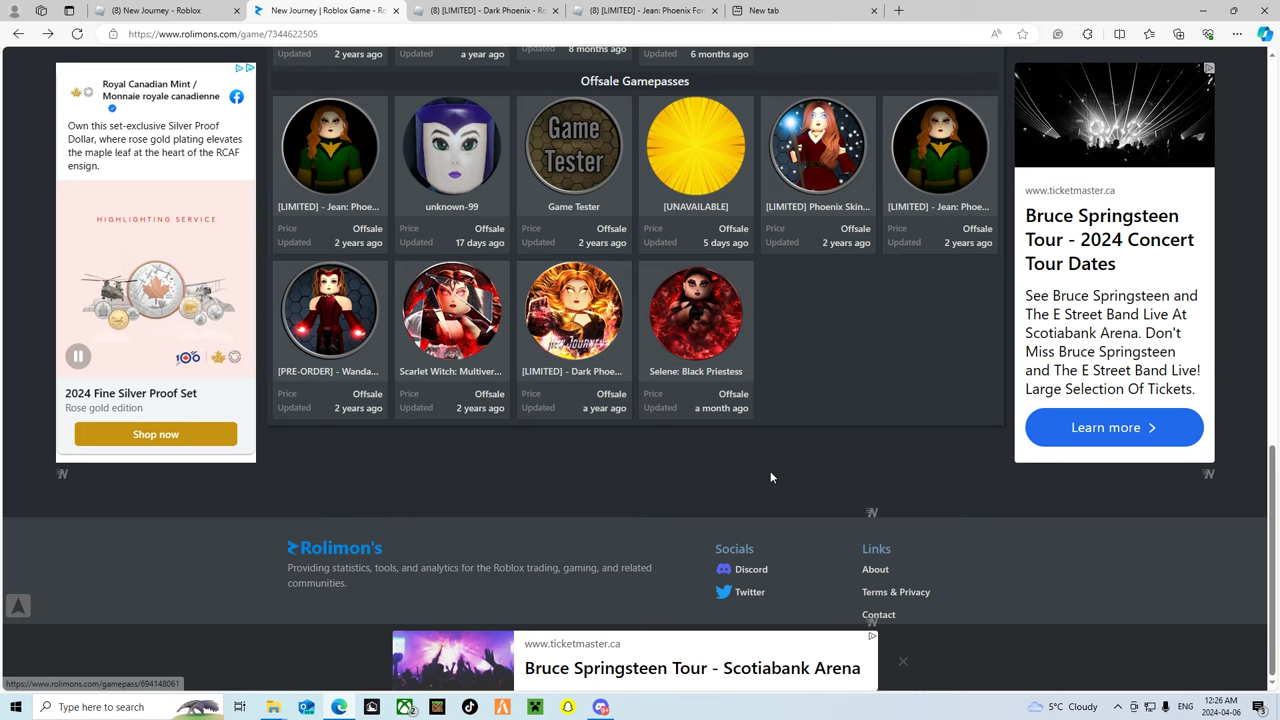 (8) New Journey - Roblox
New Journey | Roblox Game - Ro
(8) [LIMITED] - Dark Phoenix - Ro
(8) [LIMITED] - Jean: Phoenix For
New tab
https://www.rolimons.com/game/7344622505
Updated 2 years ago
Updated a year ago
Updated 8 months ago
Updated 6 months ago
Offsale Gamepasses
Game Tester
[LIMITED] - Jean: Phoe...
unknown-99
Game Tester
[UNAVAILABLE]
[LIMITED] Phoenix Skin...
[LIMITED] - Jean: Phoe...
Price Offsale
Price Offsale
Price Offsale
Price Offsale
Price Offsale
Price Offsale
Updated 2 years ago
Updated 17 days ago
Updated 2 years ago
Updated 5 days ago
Updated 2 years ago
Updated 2 years ago
NEW JOURNEY
[PRE-ORDER] - Wanda...
Scarlet Witch: Multiver...
[LIMITED] - Dark Phoe...
Selene: Black Priestess
Price Offsale
Price Offsale
Price Offsale
Price Offsale
Updated 2 years ago
Updated 2 years ago
Updated a year ago
Updated a month ago
Royal Canadian Mint /
Monnaie royale canadienne
Own this set-exclusive Silver Proof
Dollar, where rose gold plating elevates
the maple leaf at the heart of the RCAF
ensign.
HIGHLIGHTING SERVICE
100
2024 Fine Silver Proof Set
Rose gold edition
Shop now
www.ticketmaster.ca
Bruce Springsteen
Tour - 2024 Concert
Tour Dates
See Bruce Springsteen and
The E Street Band Live At
Scotiabank Arena. Don't
Miss Bruce Springsteen
and The E Street Band Live!
Large Selection Of Tickets.
Learn more
Rolimon's
Providing statistics, tools, and analytics for the Roblox trading, gaming, and related
communities.
Socials
Discord
Twitter
Links
About
Terms & Privacy
Contact
www.ticketmaster.ca
Bruce Springsteen Tour - Scotiabank Arena
https://www.rolimons.com/gamepass/694148061
Type here to search
5°C Cloudy
ENG
12:26 AM
2024-04-06